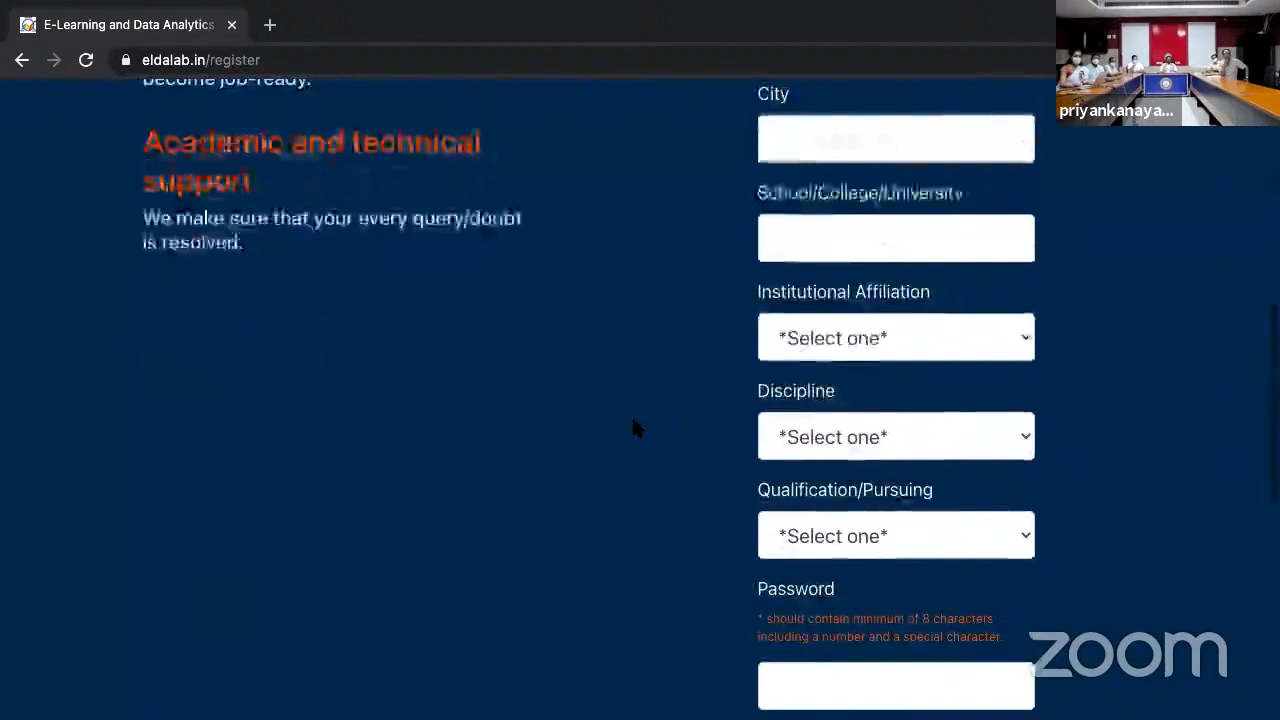 E-Learning and Data Analytics
eldalab.in/register
priyankanaya...
become job-ready.
Academic and technical
support
We make sure that your every query/doubt
is resolved.
City
School/College/University
Institutional Affiliation
*Select one*
Discipline
*Select one*
Qualification/Pursuing
*Select one*
Password
* should contain minimum of 8 characters
including a number and a special character.
zoom